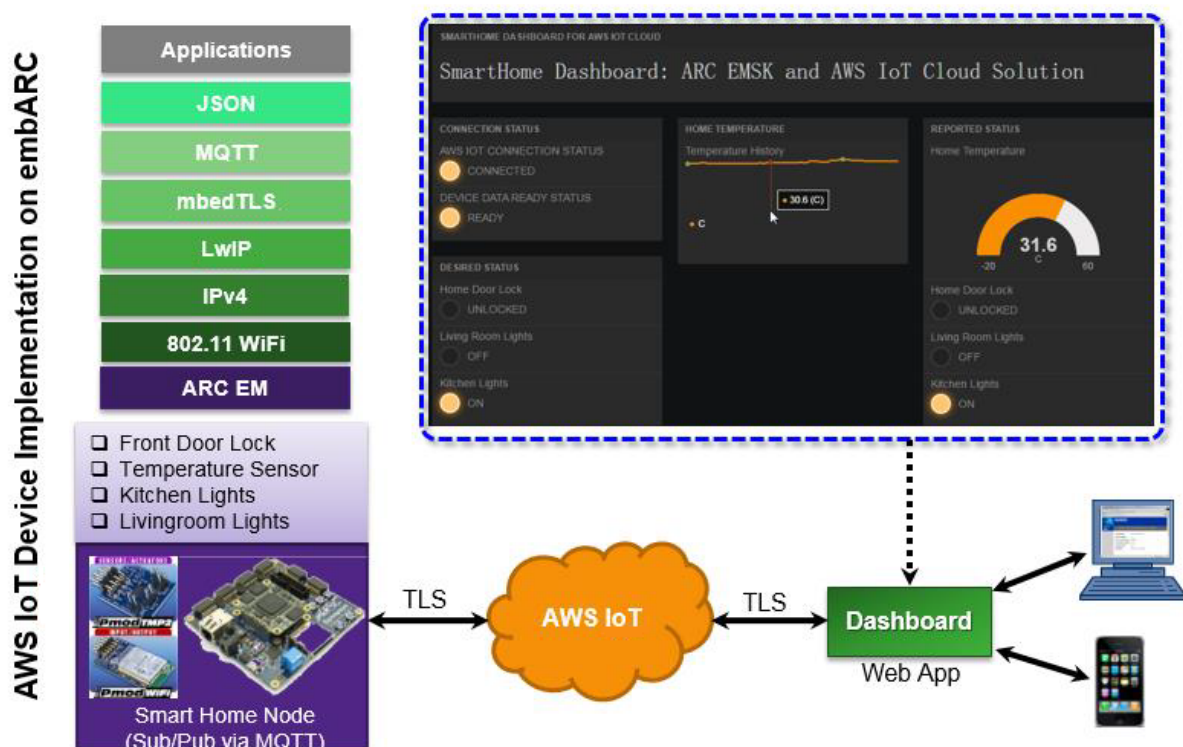 AWS IoT Device Implementation on embARC
Applications
JSON
MQTT
mbedTLS
LwIP
IPv4
802.11 WiFi
ARC EM
Front Door Lock
Temperature Sensor
Kitchen Lights
Livingroom Lights
SENSORS/ACTUATORS
PmodTMP2
INPUT/OUTPUT
PmodWiFi
Smart Home Node
(Sub/Pub via MQTT)
SMARTHOME DASHBOARD FOR AWS IOT CLOUD
SmartHome Dashboard: ARC EMSK and AWS IoT Cloud Solution
CONNECTION STATUS
AWS IOT CONNECTION STATUS
CONNECTED
DEVICE DATA READY STATUS
READY
DESIRED STATUS
Home Door Lock
UNLOCKED
Living Room Lights
OFF
Kitchen Lights
ON
HOME TEMPERATURE
Temperature History
30.6 (C)
C
REPORTED STATUS
Home Temperature
31.6
C
-20
60
Home Door Lock
UNLOCKED
Living Room Lights
OFF
Kitchen Lights
ON
TLS
AWS IoT
TLS
Dashboard
Web App